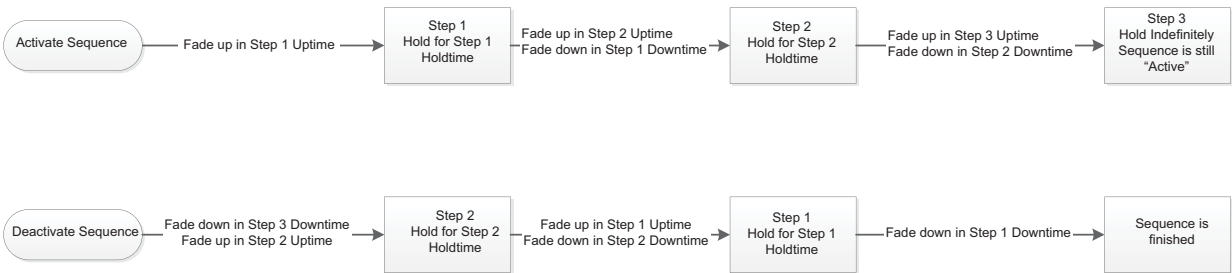 Activate Sequence
Fade up in Step 1 Uptime
Step 1
Hold for Step 1
Holdtime
Fade up in Step 2 Uptime
Fade down in Step 1 Downtime
Step 2
Hold for Step 2
Holdtime
Fade up in Step 3 Uptime
Fade down in Step 2 Downtime
Step 3
Hold Indefinitely
Sequence is still
“Active”
Deactivate Sequence
Fade down in Step 3 Downtime
Fade up in Step 2 Uptime
Step 2
Hold for Step 2
Holdtime
Fade up in Step 1 Uptime
Fade down in Step 2 Downtime
Step 1
Hold for Step 1
Holdtime
Fade down in Step 1 Downtime
Sequence is
finished